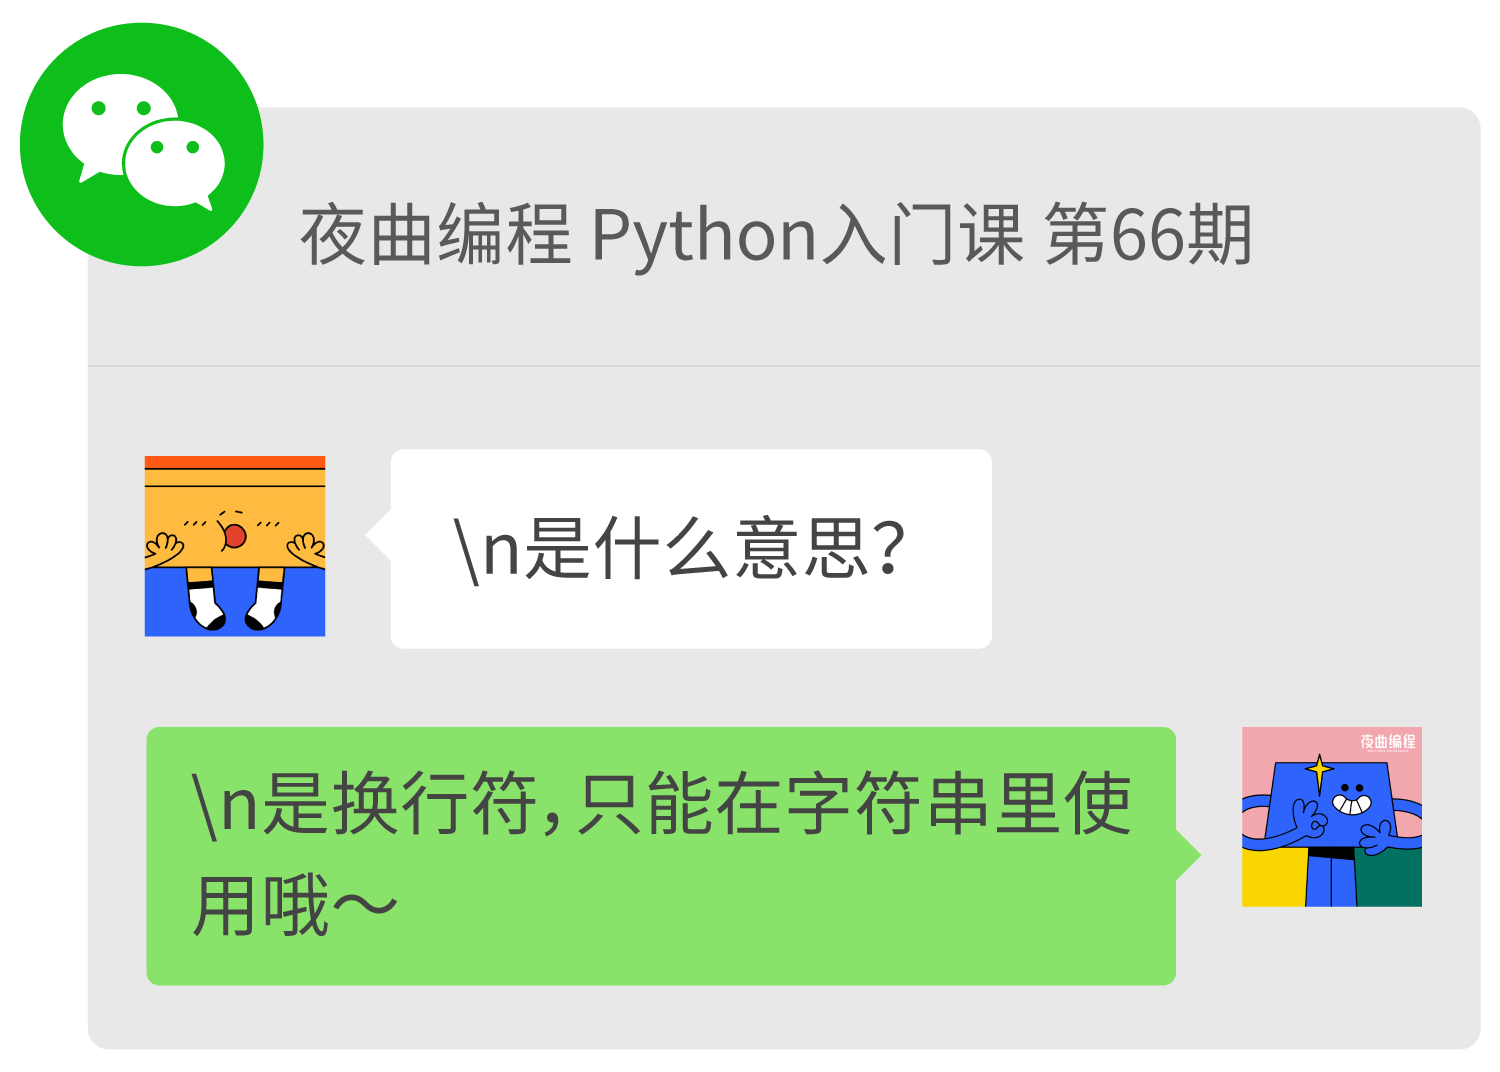 夜曲编程 Python入门课 第66期
\n是什么意思？
\n是换行符，只能在字符串里使
用哦～
夜曲编程